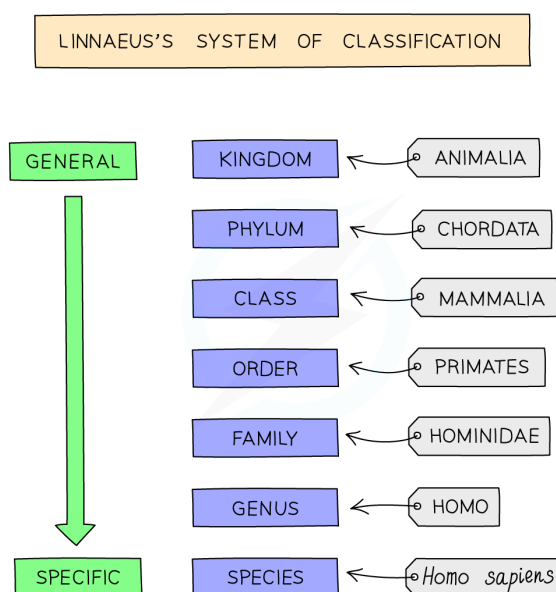 LINNAEUS'S SYSTEM OF CLASSIFICATION
GENERAL KINGDOM ANIMALIA
PHYLUM CHORDATA
CLASS MAMMALIA
ORDER PRIMATES
FAMILY HOMINIDAE
GENUS HOMO
SPECIFIC SPECIES Homo sapiens